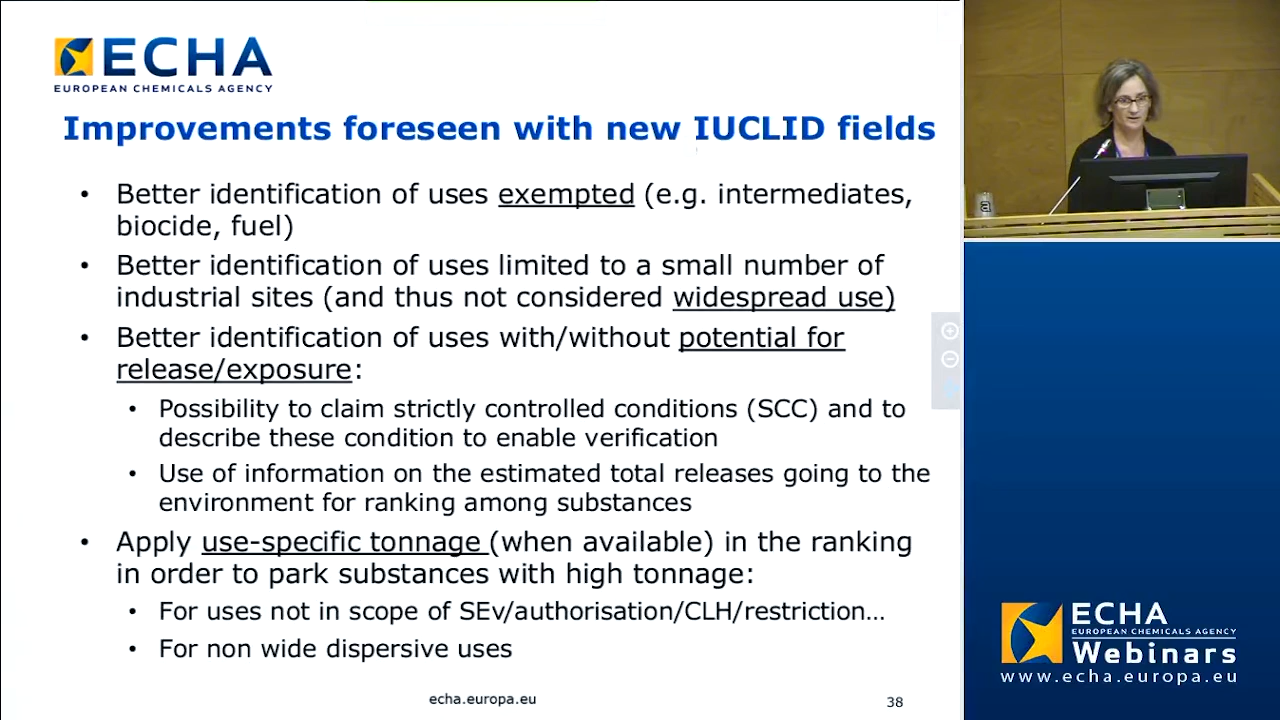 ECHA
EUROPEAN CHEMICALS AGENCY
Improvements foreseen with new IUCLID fields
• Better identification of uses exempted (e.g. intermediates,
biocide, fuel)
• Better identification of uses limited to a small number of
industrial sites (and thus not considered widespread use)
• Better identification of uses with/without potential for
release/exposure:
• Possibility to claim strictly controlled conditions (SCC) and to
describe these condition to enable verification
• Use of information on the estimated total releases going to the
environment for ranking among substances
• Apply use-specific tonnage (when available) in the ranking
in order to park substances with high tonnage:
• For uses not in scope of SEv/authorisation/CLH/restriction…
• For non wide dispersive uses
echa.europa.eu
38
ECHA
EUROPEAN CHEMICALS AGENCY
Webinars
www.echa.europa.eu